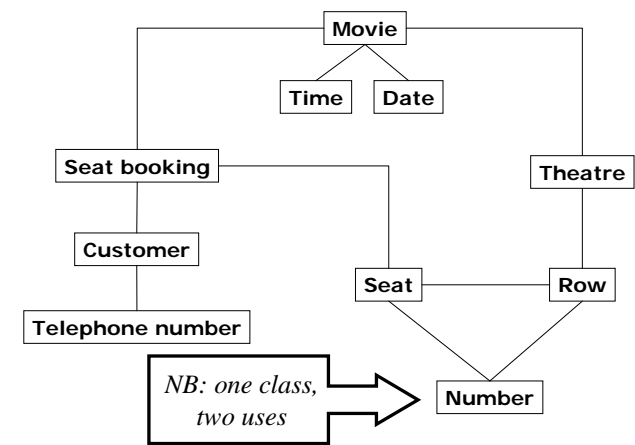 Movie
Time
Date
Seat booking
Theatre
Customer
Seat
Row
Telephone number
NB: one class,
two uses
Number